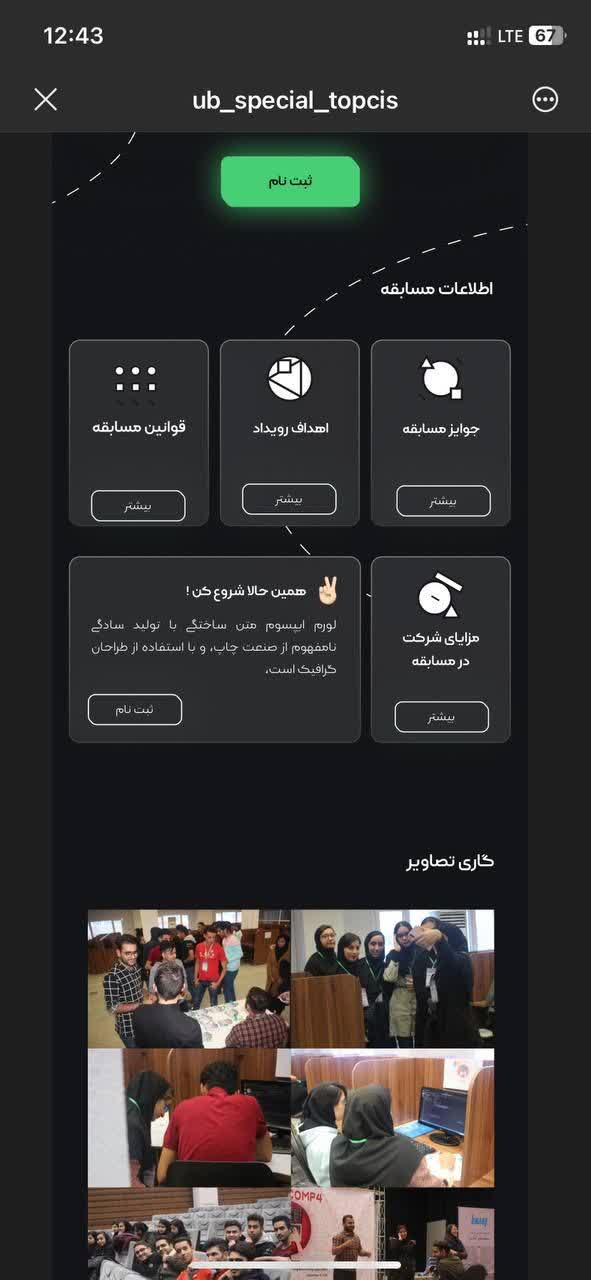 12:43
LTE 67
ub_special_topcis
ثبت نام
اطلاعات مسابقه
جوایز مسابقه
اهداف رویداد
قوانین مسابقه
بیشتر
بیشتر
بیشتر
مزایای شرکت
در مسابقه
بیشتر
همین حالا شروع کن !
لورم ایپسوم متن ساختگی با تولید سادگی
نامفهوم از صنعت چاپ، و با استفاده از طراحان
گرافیک است،
ثبت نام
گاری تصاویر
COMP4